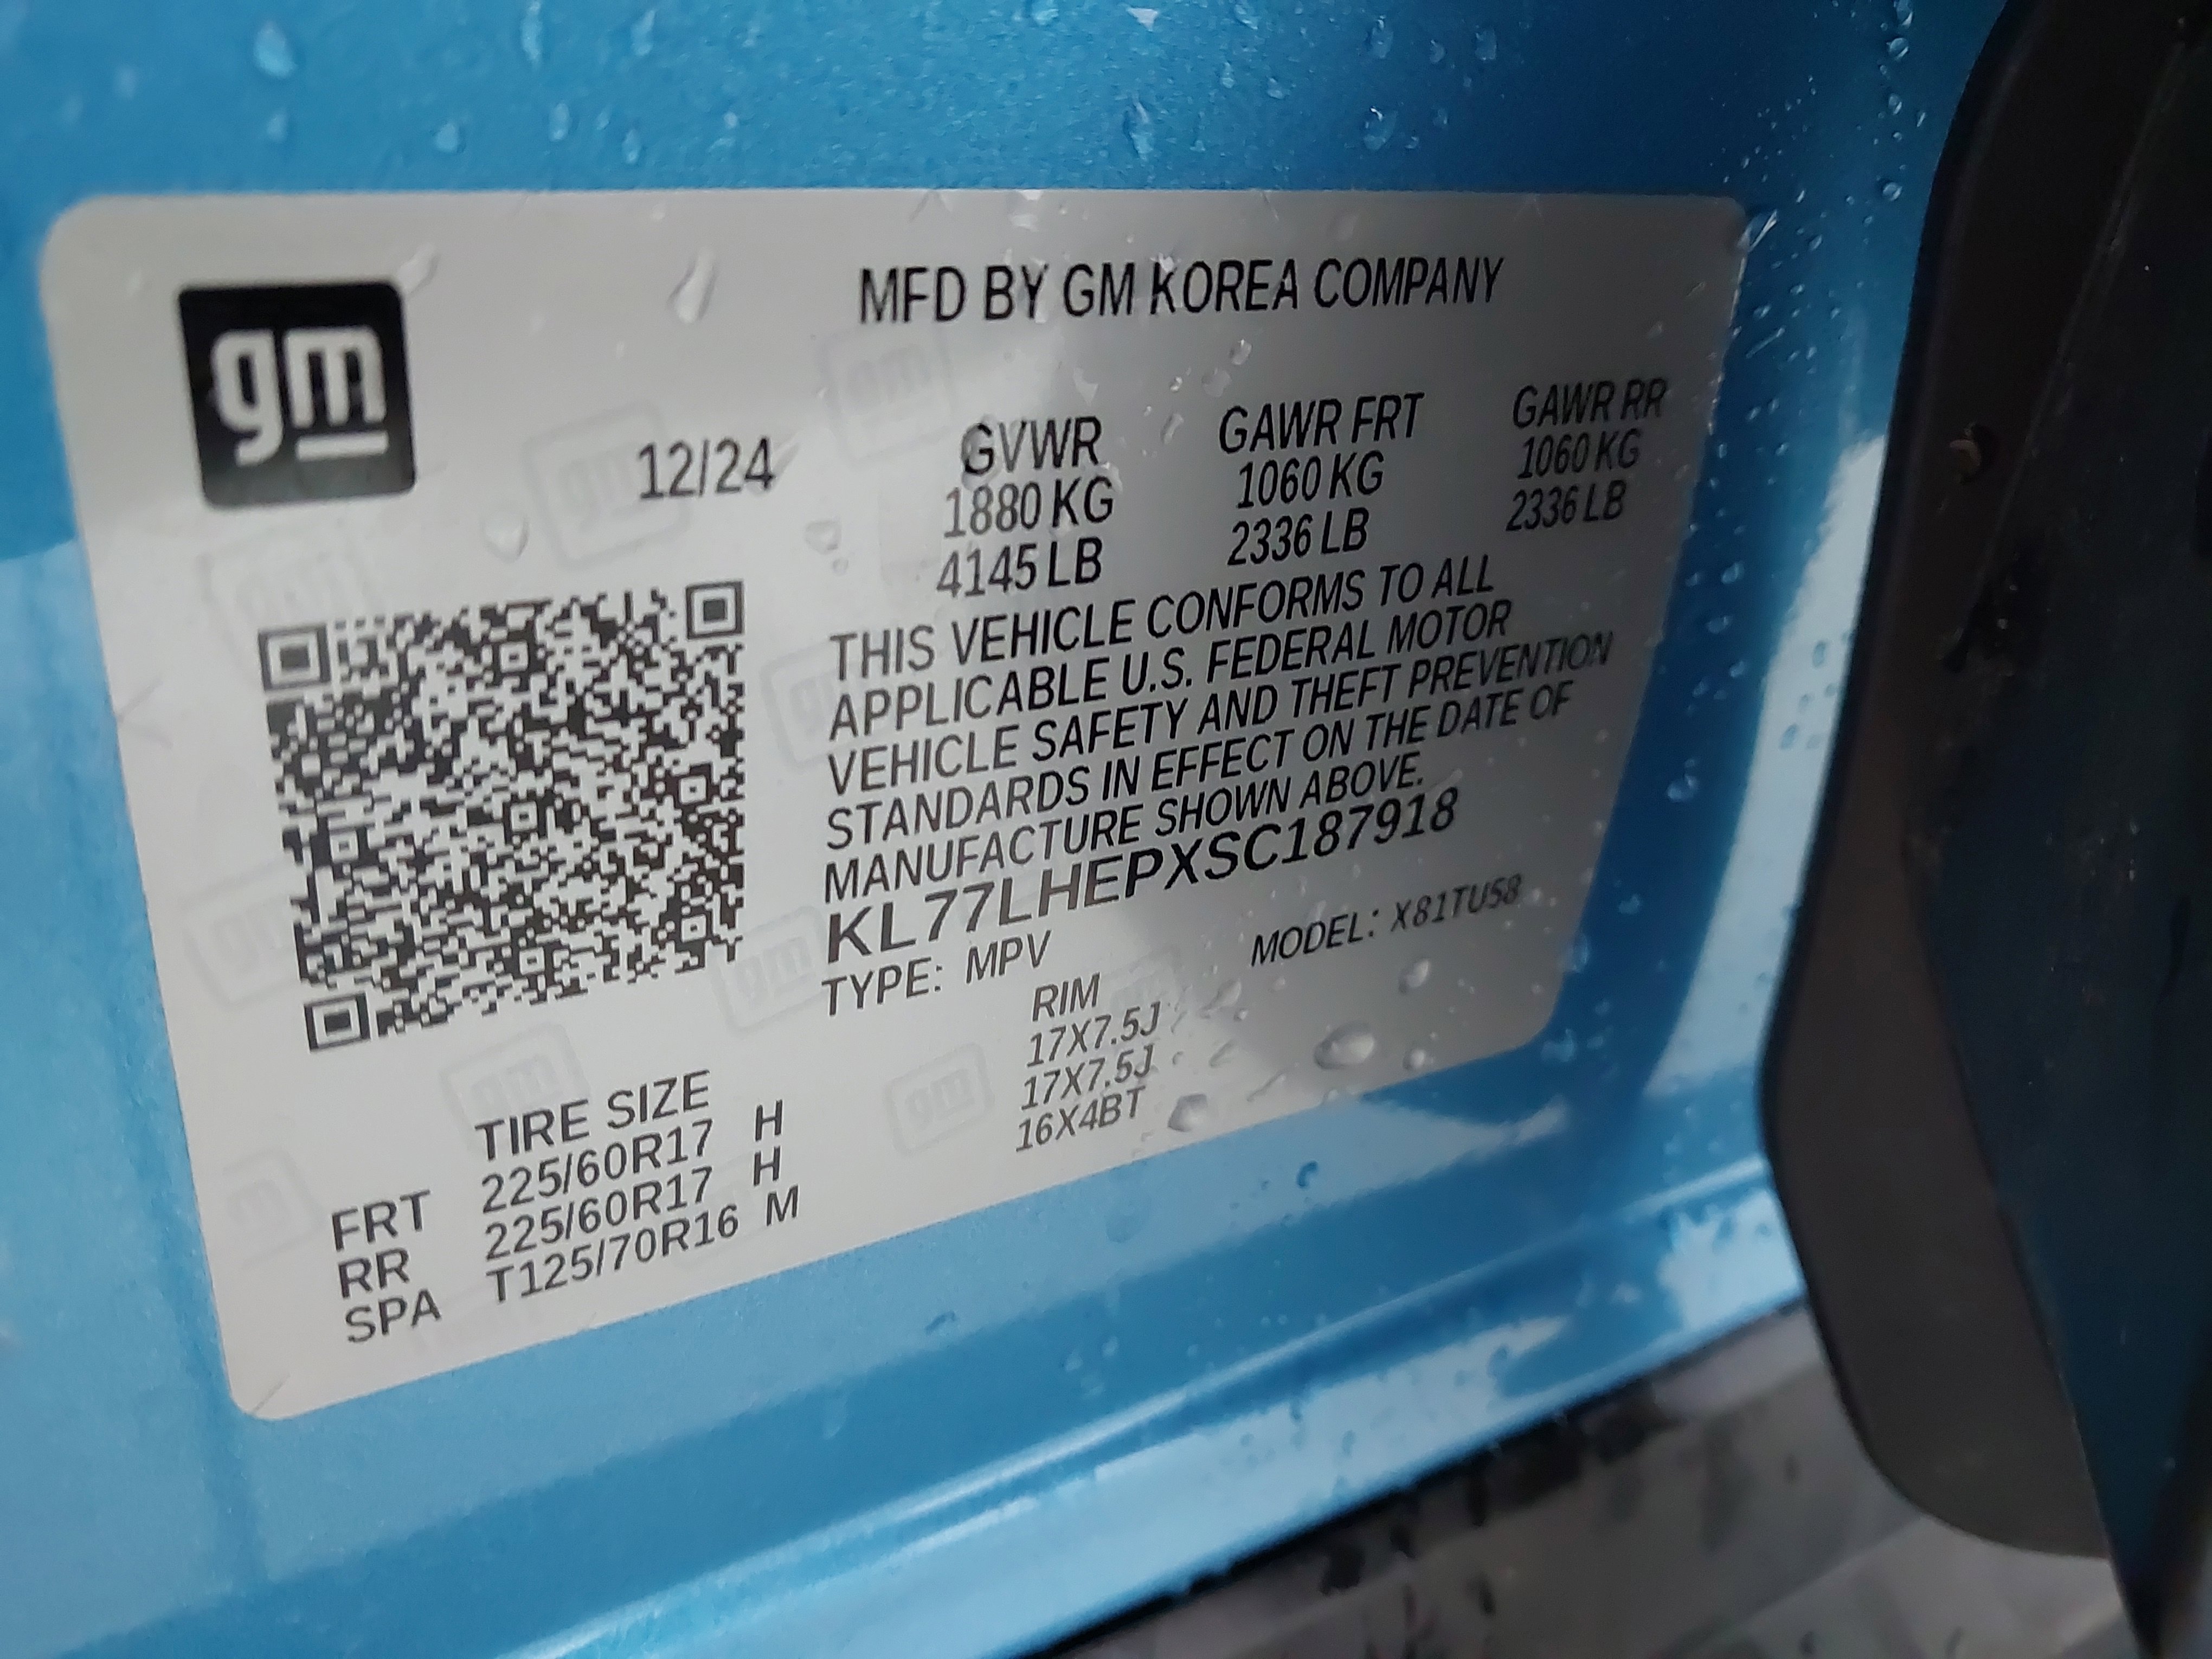 gm
MFD BY GM KOREA COMPANY
12/24
GVWR GAWR FRT GAWR RR
1880 KG 1060 KG 1060 KG
4145 LB 2336 LB 2336 LB
THIS VEHICLE CONFORMS TO ALL
APPLICABLE U.S. FEDERAL MOTOR
VEHICLE SAFETY AND THEFT PREVENTION
STANDARDS IN EFFECT ON THE DATE OF
MANUFACTURE SHOWN ABOVE.
KL77LHEPXSC187918
TYPE: MPV MODEL: X81TU58
TIRE SIZE RIM
FRT 225/60R17 H 17X7.5J
RR 225/60R17 H 17X7.5J
SPA T125/70R16 M 16X4BT